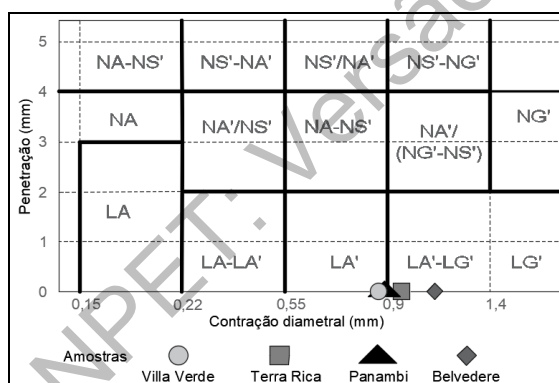 5
NA-NS' NS'-NA' NS'/NA' NS'-NG'
4
NA NA'/NS' NA-NS' NA'/ (NG'-NS') NG'
3
LA
2
1
LA-LA' LA' LA'-LG' LG'
0
0,15 0,22 0,55 0,9 1,4
Penetração (mm)
Contração diametral (mm)
Amostras
Villa Verde Terra Rica Panambi Belvedere
NPET: Versão